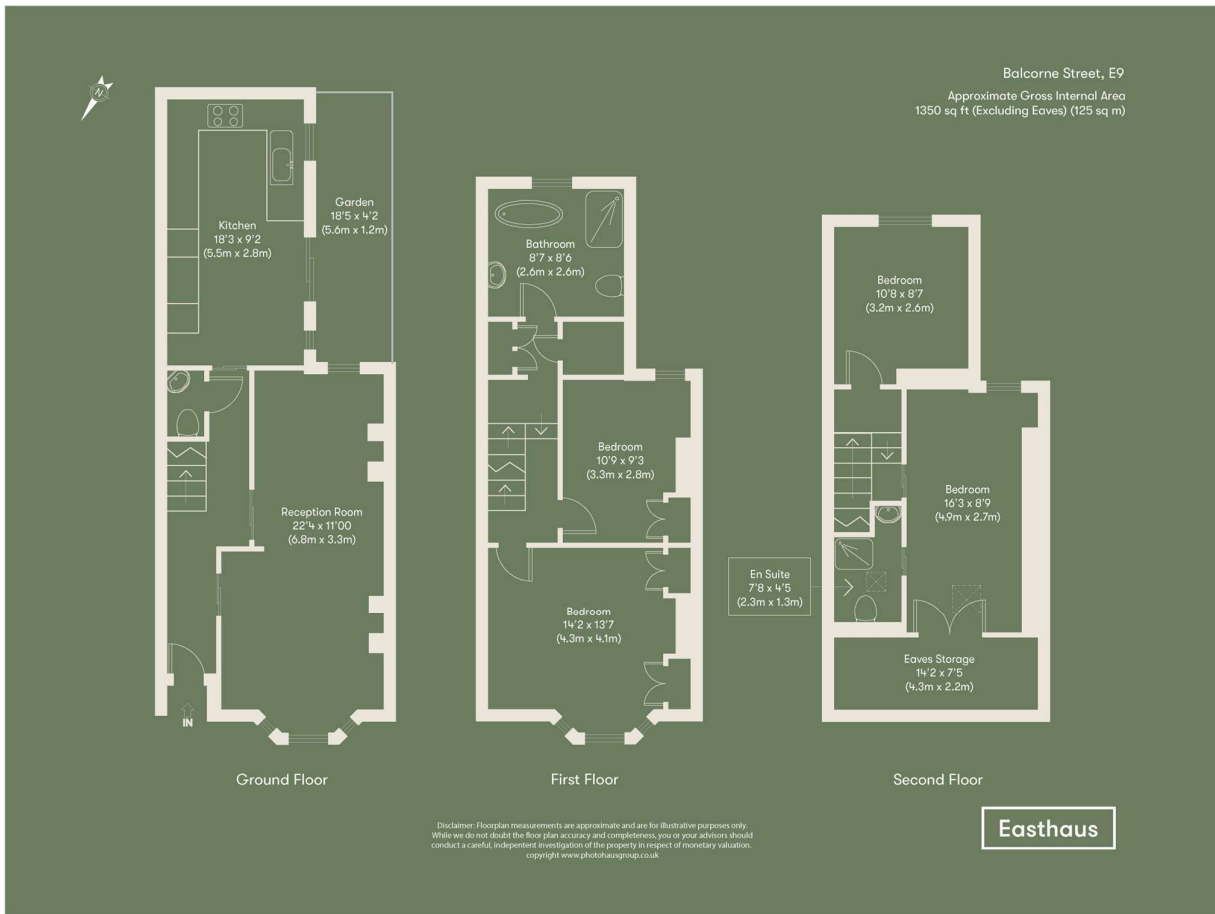 Balcorne Street, E9
Approximate Gross Internal Area
1350 sq ft (Excluding Eaves) (125 sq m)
N
Kitchen
18'3 x 9'2
(5.5m x 2.8m)
Garden
18'5 x 4'2
(5.6m x 1.2m)
Reception Room
22'4 x 11'00
(6.8m x 3.3m)
IN
Ground Floor
Bathroom
8'7 x 8'6
(2.6m x 2.6m)
Bedroom
10'9 x 9'3
(3.3m x 2.8m)
Bedroom
14'2 x 13'7
(4.3m x 4.1m)
First Floor
Bedroom
10'8 x 8'7
(3.2m x 2.6m)
Bedroom
16'3 x 8'9
(4.9m x 2.7m)
En Suite
7'8 x 4'5
(2.3m x 1.3m)
Eaves Storage
14'2 x 7'5
(4.3m x 2.2m)
Second Floor
Disclaimer: Floorplan measurements are approximate and are for illustrative purposes only.
While we do not doubt the floor plan accuracy and completeness, you or your advisors should
conduct a careful, indepentent investigation of the property in respect of monetary valuation.
copyright www.photohausgroup.co.uk
Easthaus